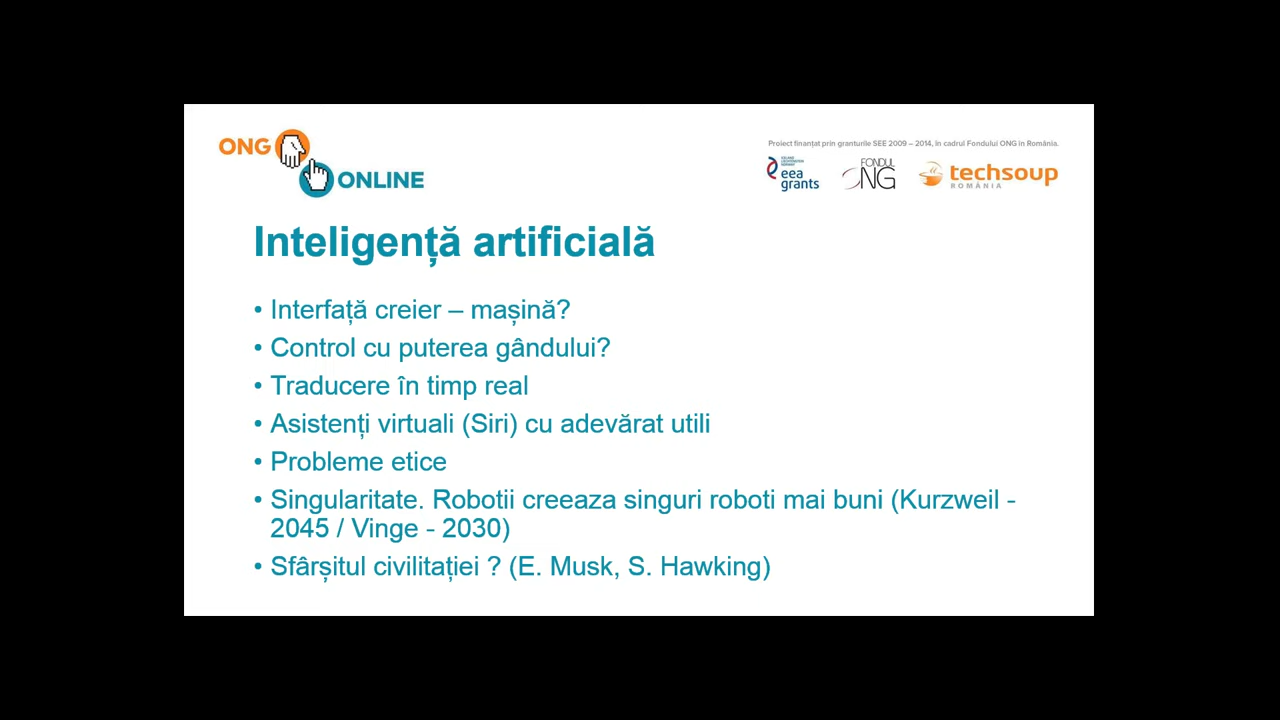 ONG
ONLINE
Proiect finanțat prin granturile SEE 2009 – 2014, în cadrul Fondului ONG în România.
eea
grants
FONDUL
ONG
techsoup
ROMÂNIA
Inteligență artificială
• Interfață creier – mașină?
• Control cu puterea gândului?
• Traducere în timp real
• Asistenți virtuali (Siri) cu adevărat utili
• Probleme etice
• Singularitate. Robotii creeaza singuri roboti mai buni (Kurzweil -
2045 / Vinge - 2030)
• Sfârșitul civilitației ? (E. Musk, S. Hawking)